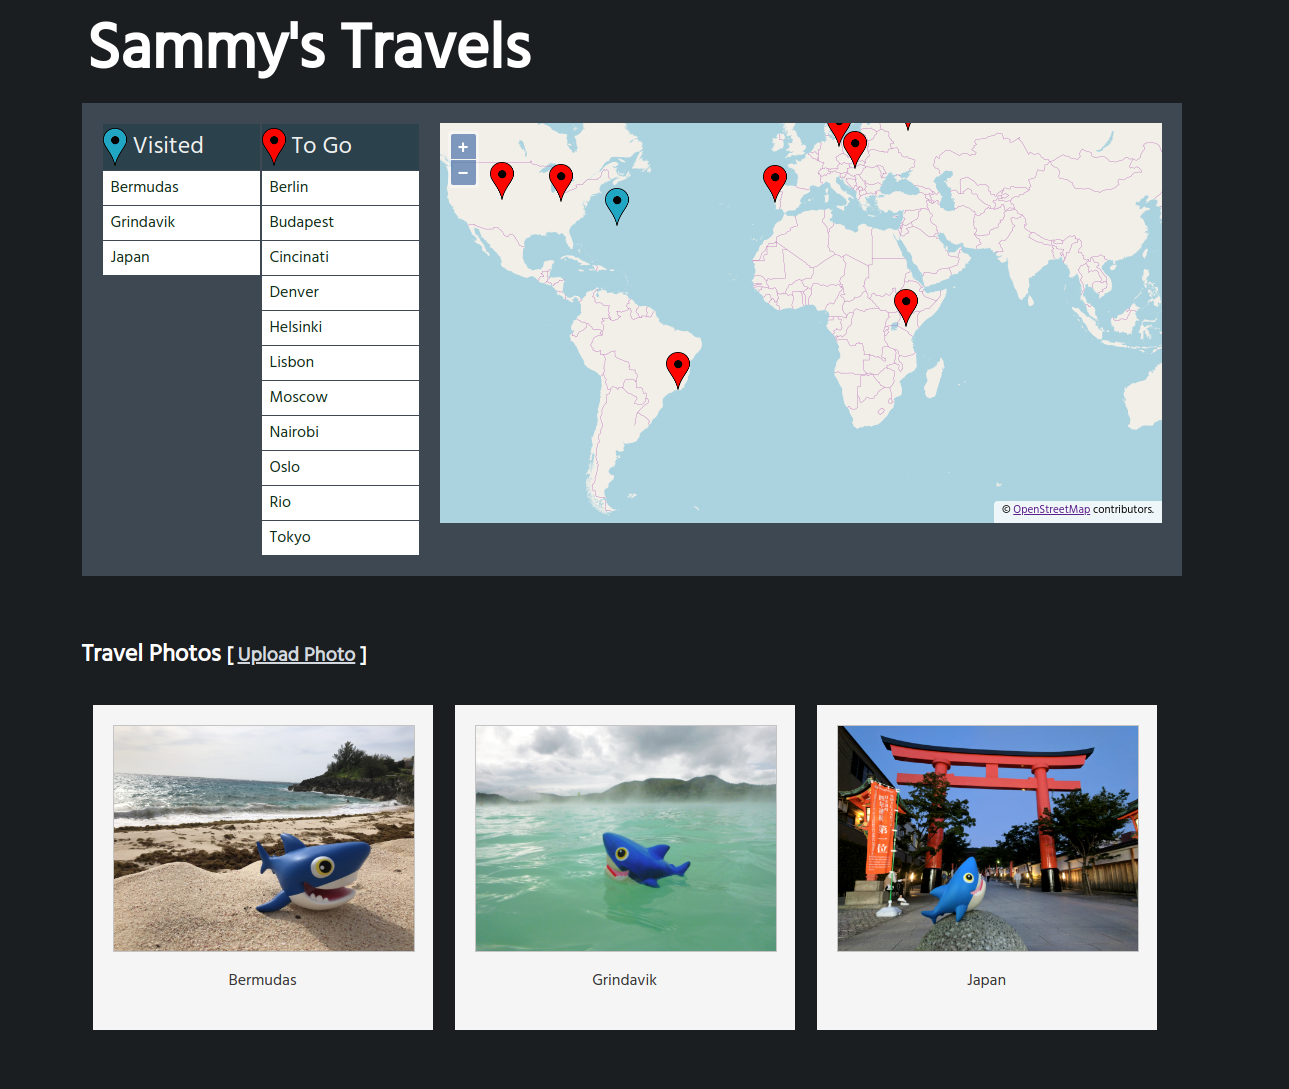 Sammy's Travels
Visited
To Go
Bermudas
Grindavik
Japan
Berlin
Budapest
Cincinati
Denver
Helsinki
Lisbon
Moscow
Nairobi
Oslo
Rio
Tokyo
+
−
© OpenStreetMap contributors.
Travel Photos [ Upload Photo ]
Bermudas
Grindavik
Japan